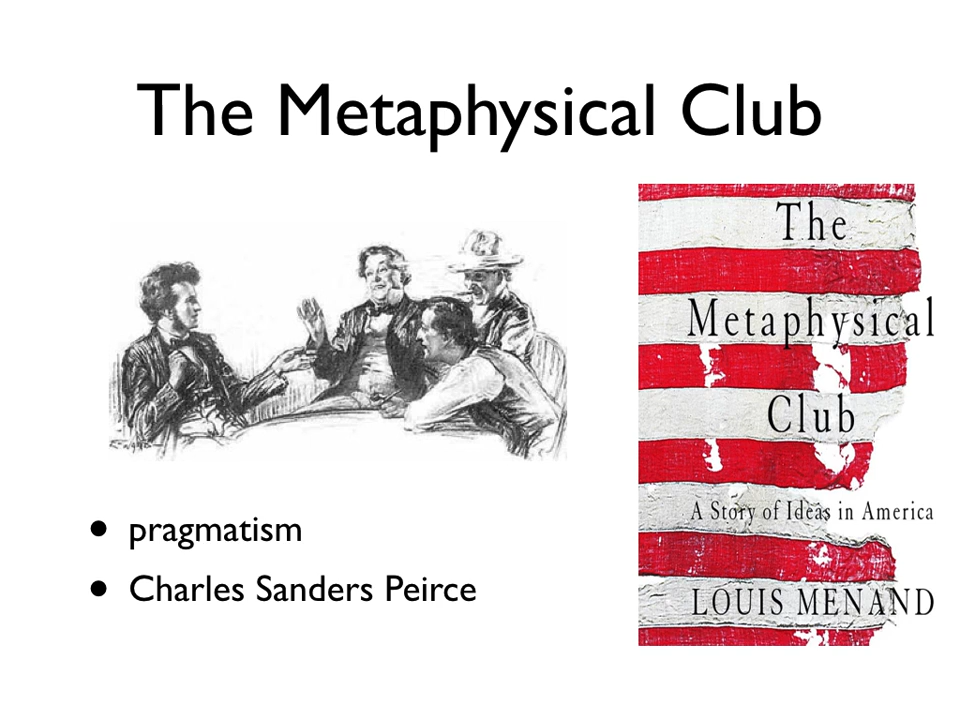 The Metaphysical Club
The
Metaphysical
Club
A Story of Ideas in America
LOUIS MENAND
• pragmatism
• Charles Sanders Peirce